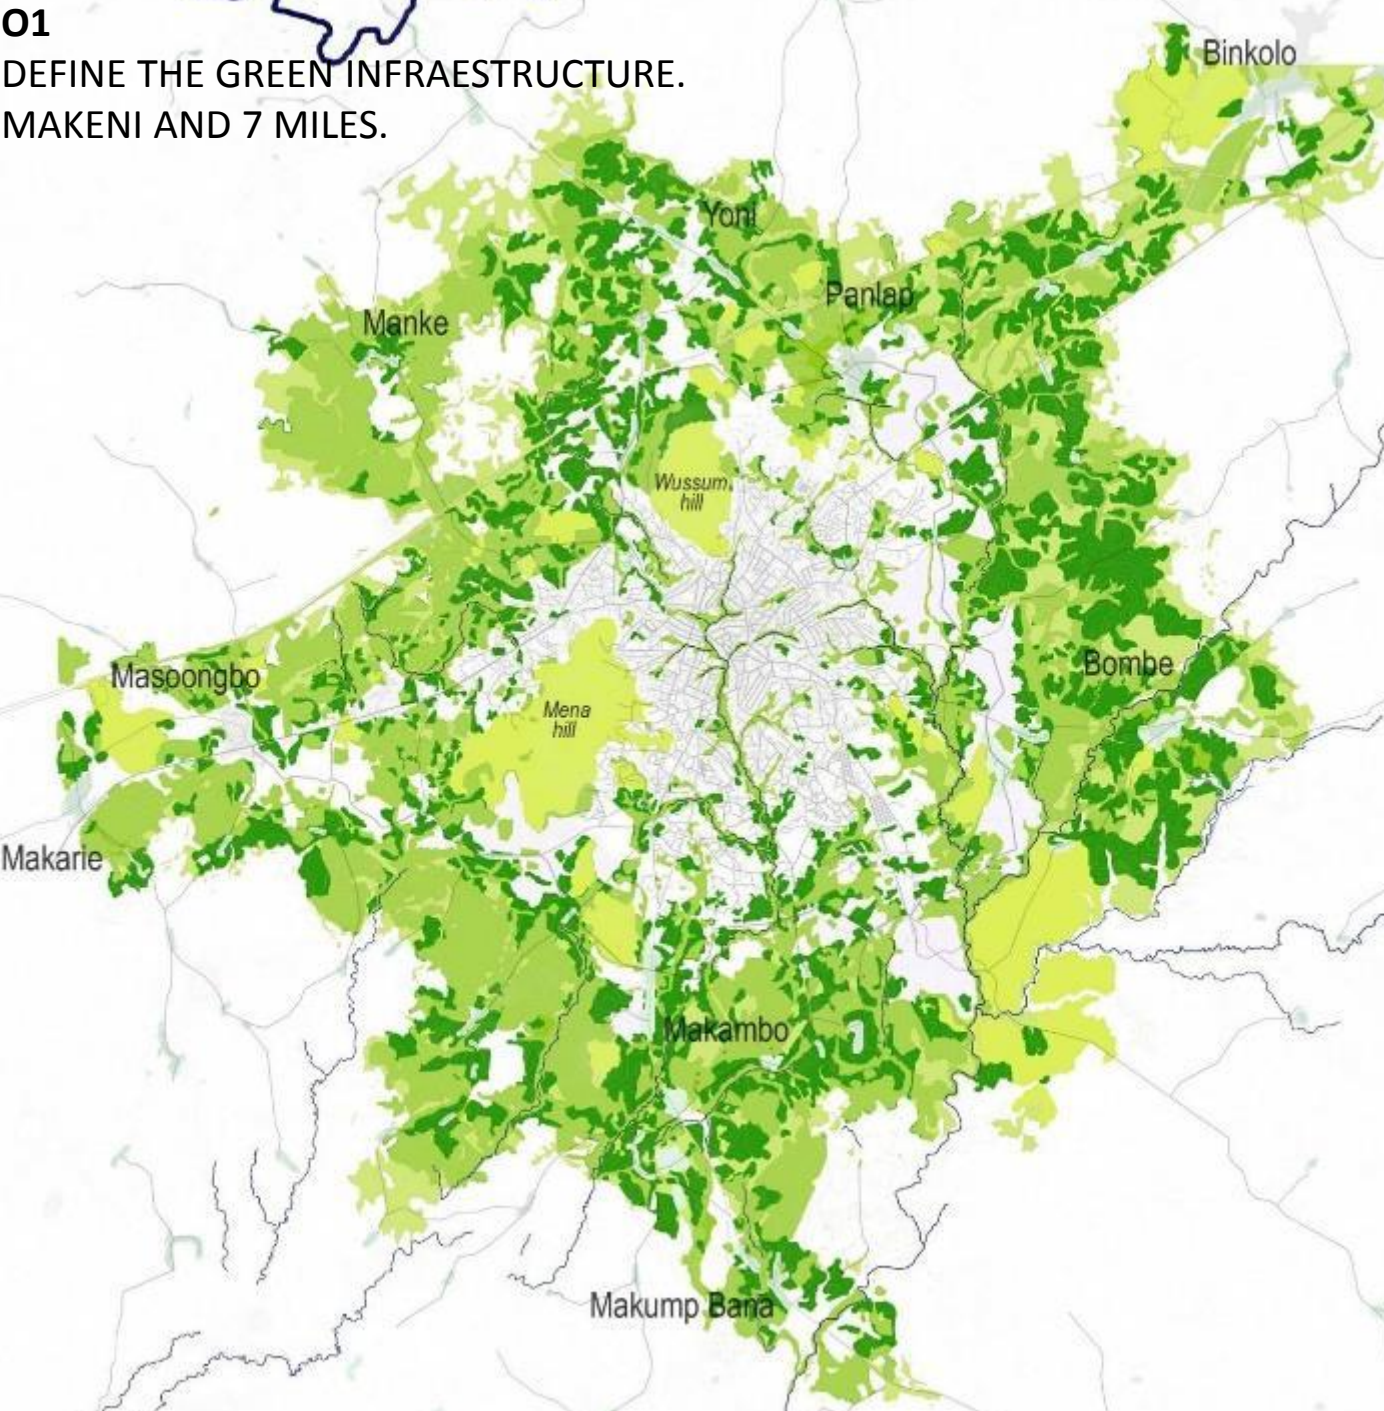 O1
DEFINE THE GREEN INFRAESTRUCTURE.
MAKENI AND 7 MILES.
Binkolo
Yoni
Panlap
Manke
Wussum
hill
Masoongbo
Bombe
Mena
hill
Makarie
Makambo
Makump Bana